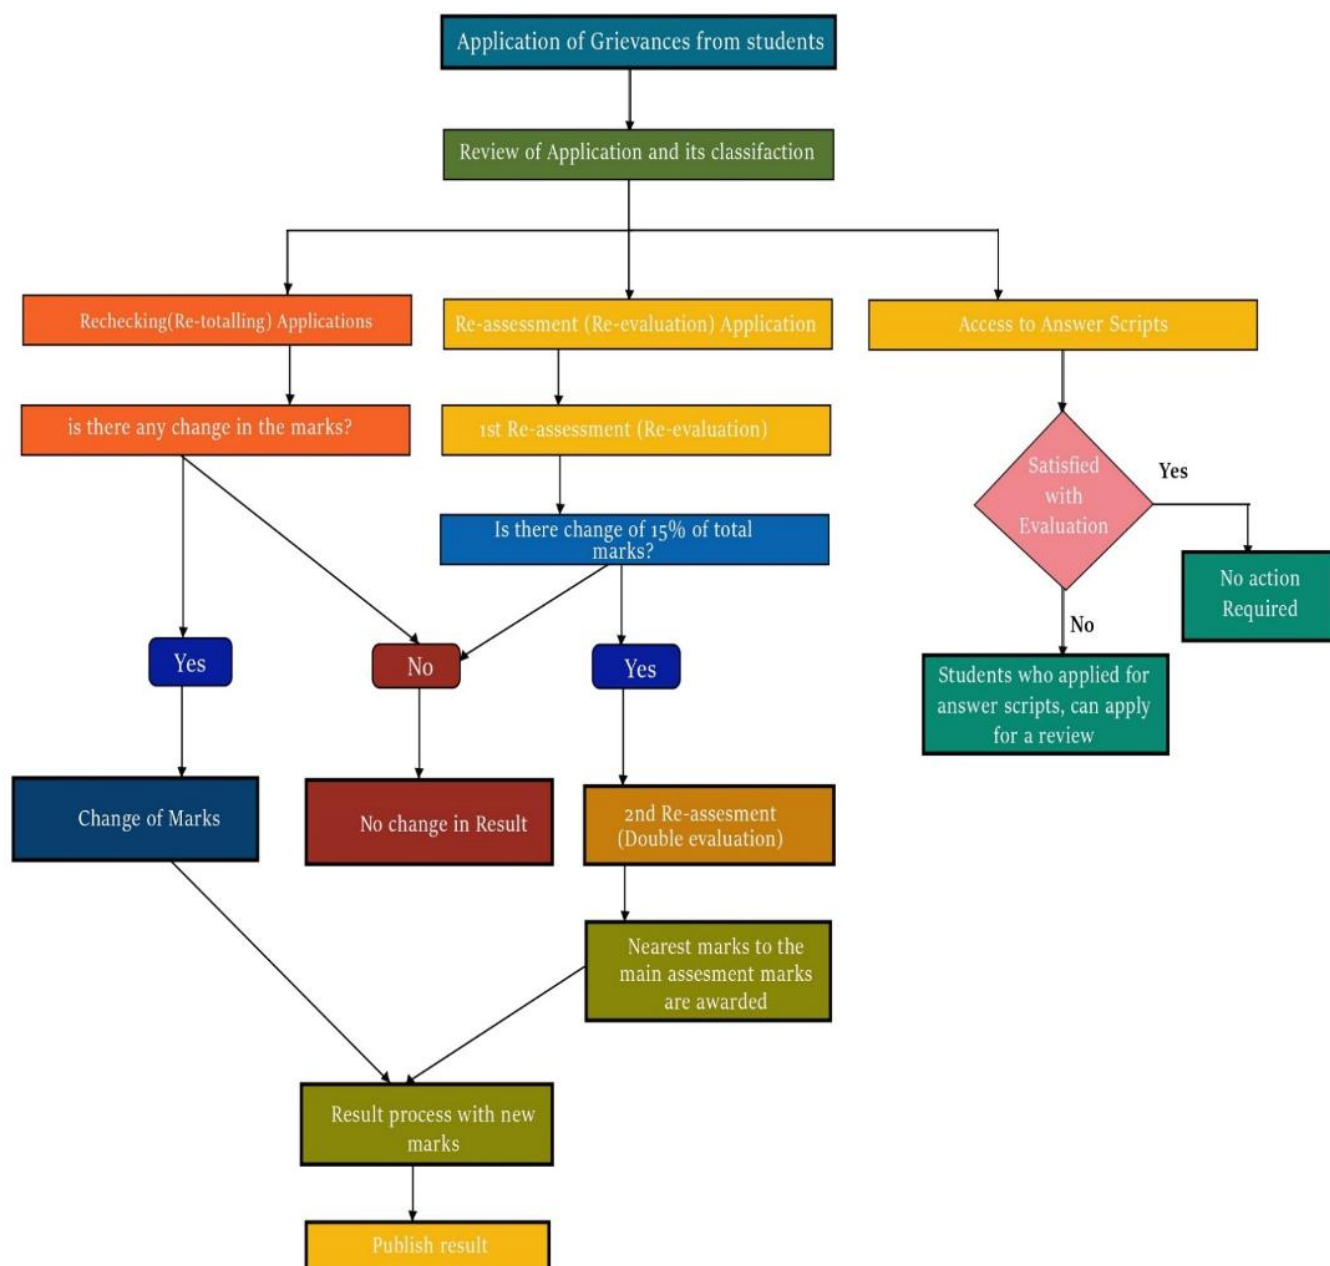 Application of Grievances from students
Review of Application and its classifaction
Rechecking(Re-totalling) Applications
Re-assessment (Re-evaluation) Application
Access to Answer Scripts
is there any change in the marks?
1st Re-assessment (Re-evaluation)
Satisfied
with
Evaluation
Yes
Is there change of 15% of total
marks?
No action
Required
No
Yes
No
Yes
Students who applied for
answer scripts, can apply
for a review
Change of Marks
No change in Result
2nd Re-assesment
(Double evaluation)
Nearest marks to the
main assesment marks
are awarded
Result process with new
marks
Publish result